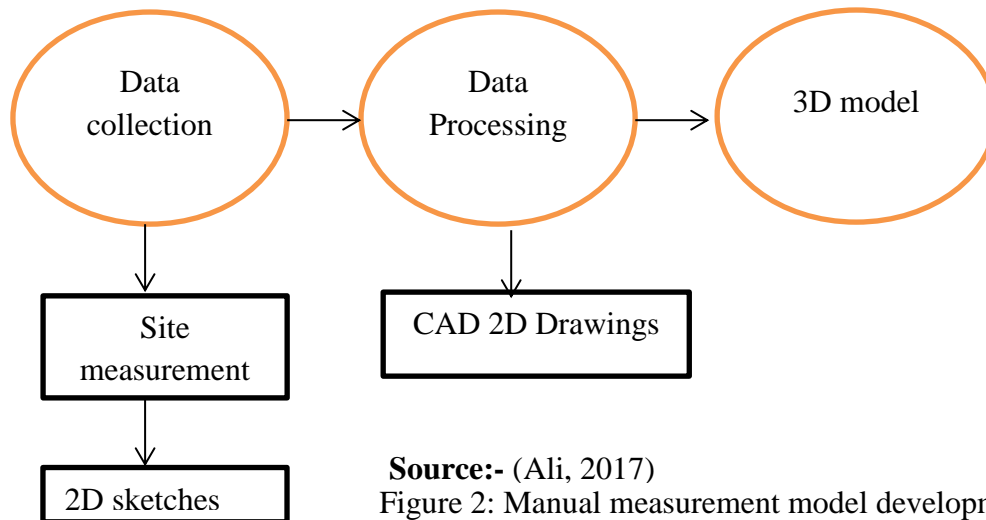 Data
collection
Data
Processing
3D model
Site
measurement
CAD 2D Drawings
2D sketches
Source:- (Ali, 2017)
Figure 2: Manual measurement model